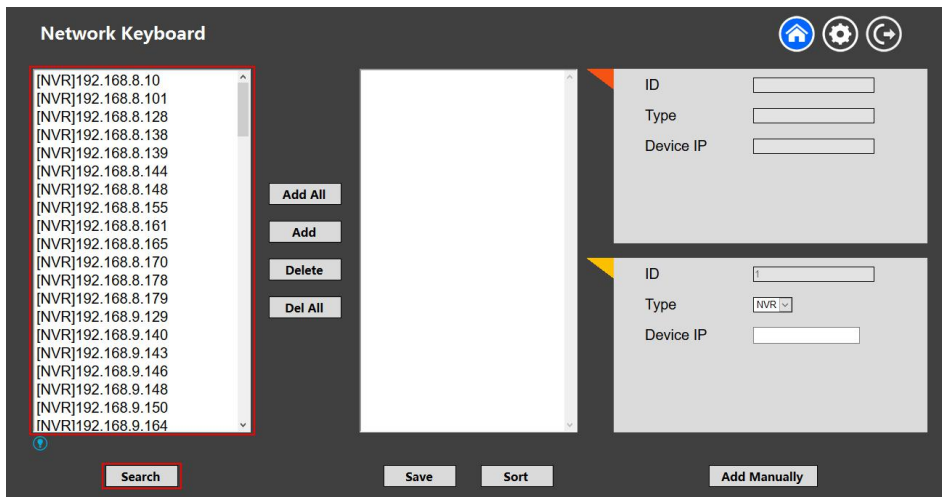 Network Keyboard
[NVR]192.168.8.10
[NVR]192.168.8.101
[NVR]192.168.8.128
[NVR]192.168.8.138
[NVR]192.168.8.139
[NVR]192.168.8.144
[NVR]192.168.8.148
[NVR]192.168.8.155
[NVR]192.168.8.161
[NVR]192.168.8.165
[NVR]192.168.8.170
[NVR]192.168.8.178
[NVR]192.168.8.179
[NVR]192.168.9.129
[NVR]192.168.9.140
[NVR]192.168.9.143
[NVR]192.168.9.146
[NVR]192.168.9.148
[NVR]192.168.9.150
[NVR]192.168.9.164
Add All
Add
Delete
Del All
ID
Type
Device IP
ID 1
Type NVR
Device IP
Search
Save
Sort
Add Manually